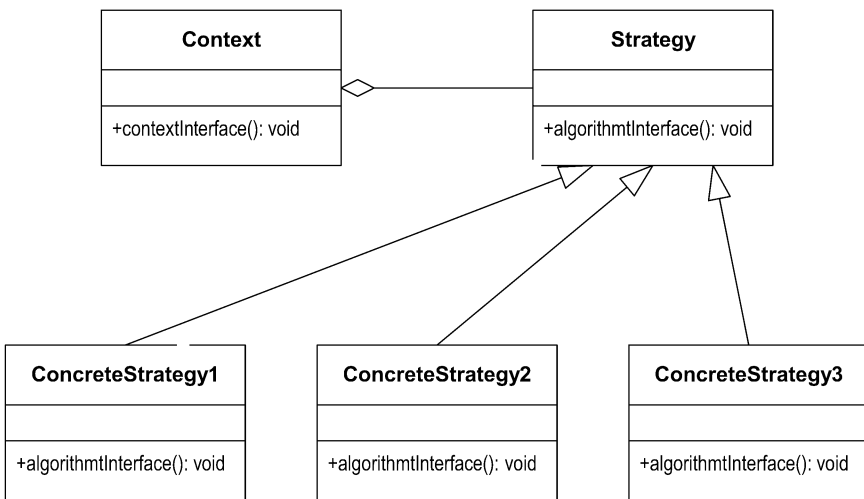 Context
Strategy
+contextInterface(): void
+algorithmtInterface(): void
ConcreteStrategy1
ConcreteStrategy2
ConcreteStrategy3
+algorithmtInterface(): void
+algorithmtInterface(): void
+algorithmtInterface(): void